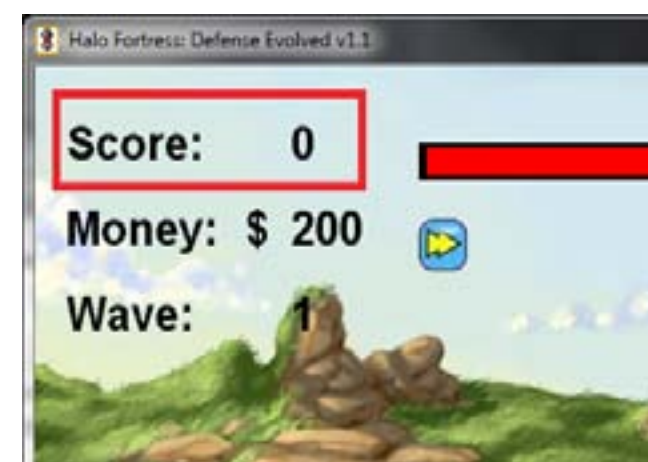 Halo Fortress: Defense Evolved v1.1
Score: 0
Money: $ 200
Wave: 1